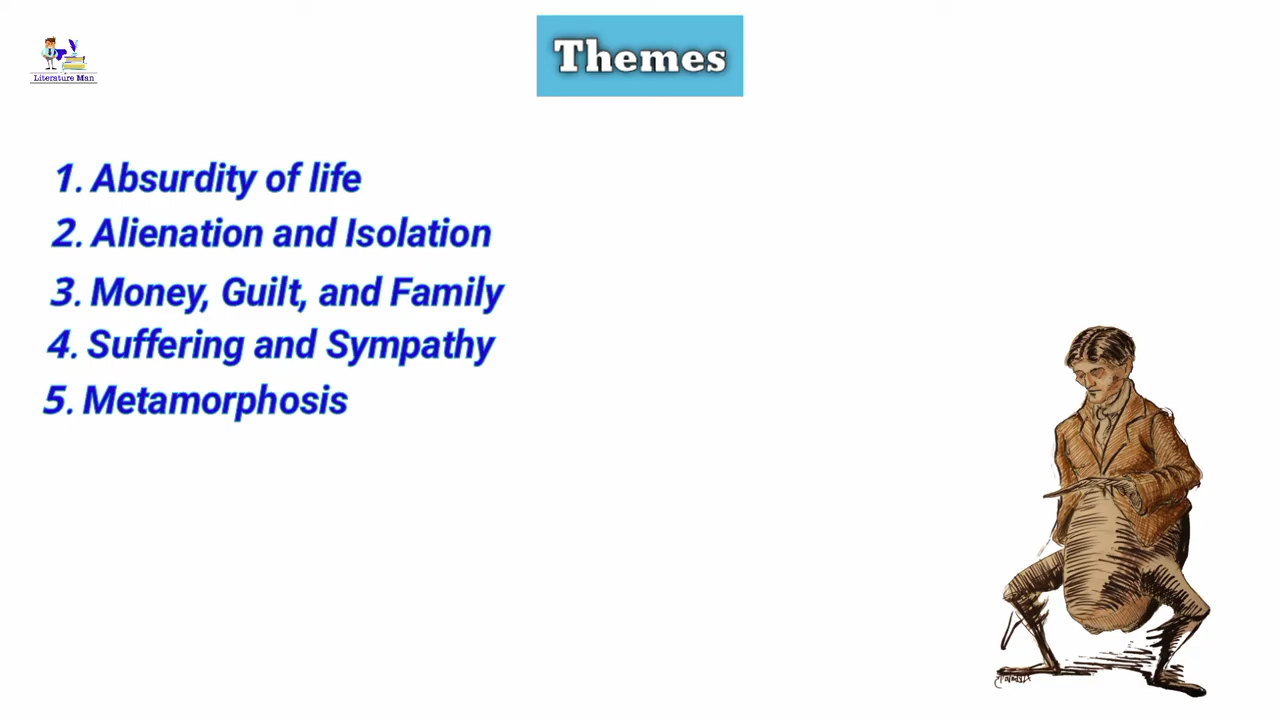 Literature Man
Themes
1. Absurdity of life
2. Alienation and Isolation
3. Money, Guilt, and Family
4. Suffering and Sympathy
5. Metamorphosis